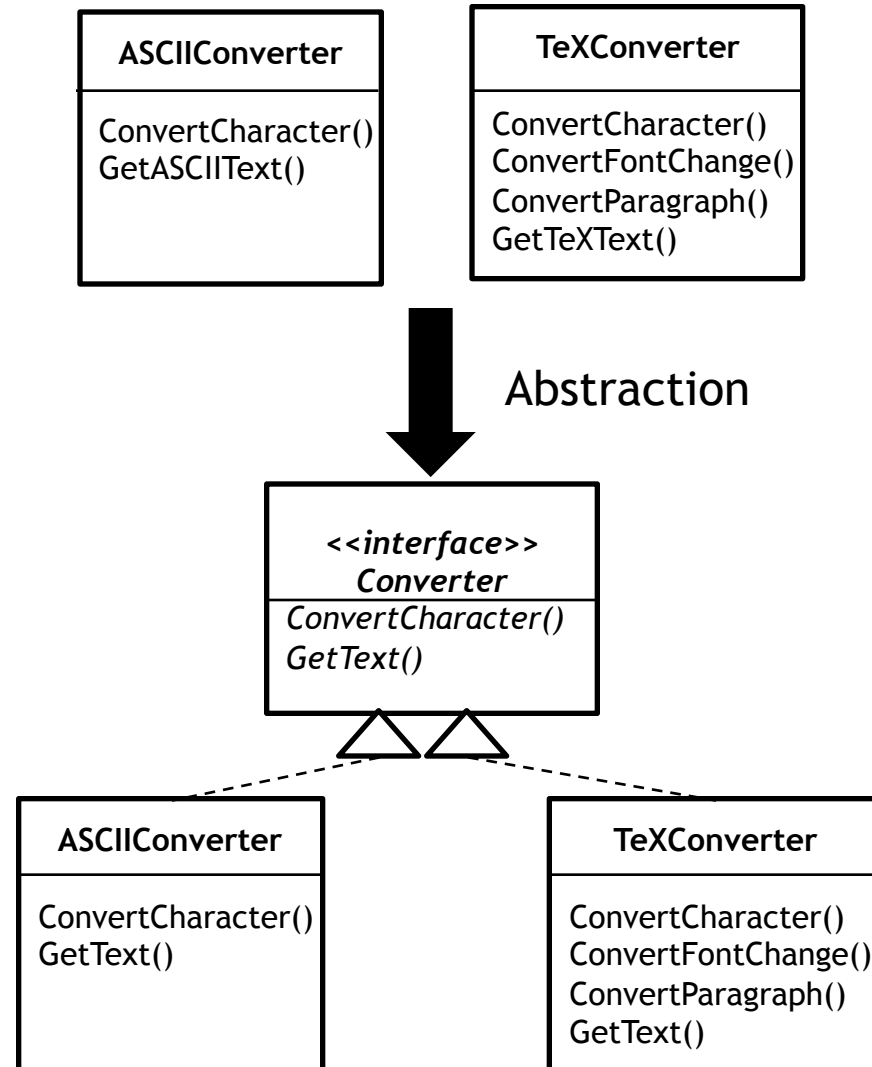 ASCIIConverter
ConvertCharacter()
GetASCIIText()
TeXConverter
ConvertCharacter()
ConvertFontChange()
ConvertParagraph()
GetTeXText()
Abstraction
<<interface>>
Converter
ConvertCharacter()
GetText()
ASCIIConverter
ConvertCharacter()
GetText()
TeXConverter
ConvertCharacter()
ConvertFontChange()
ConvertParagraph()
GetText()